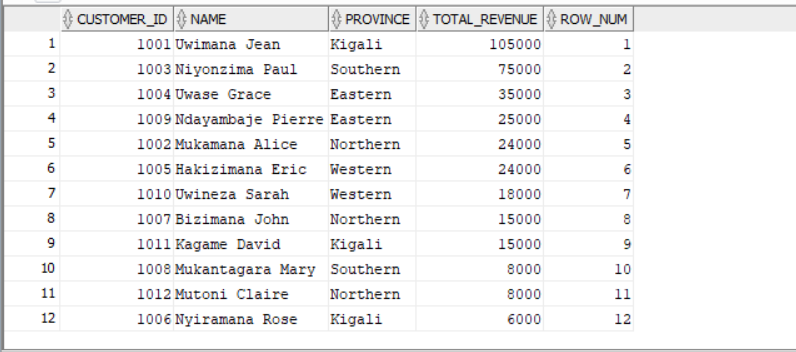 CUSTOMER_ID NAME PROVINCE TOTAL_REVENUE ROW_NUM
1 1001 Uwimana Jean Kigali 105000 1
2 1003 Niyonzima Paul Southern 75000 2
3 1004 Uwase Grace Eastern 35000 3
4 1009 Ndayambaje Pierre Eastern 25000 4
5 1002 Mukamana Alice Northern 24000 5
6 1005 Hakizimana Eric Western 24000 6
7 1010 Uwineza Sarah Western 18000 7
8 1007 Bizimana John Northern 15000 8
9 1011 Kagame David Kigali 15000 9
10 1008 Mukantagara Mary Southern 8000 10
11 1012 Mutoni Claire Northern 8000 11
12 1006 Nyiramana Rose Kigali 6000 12